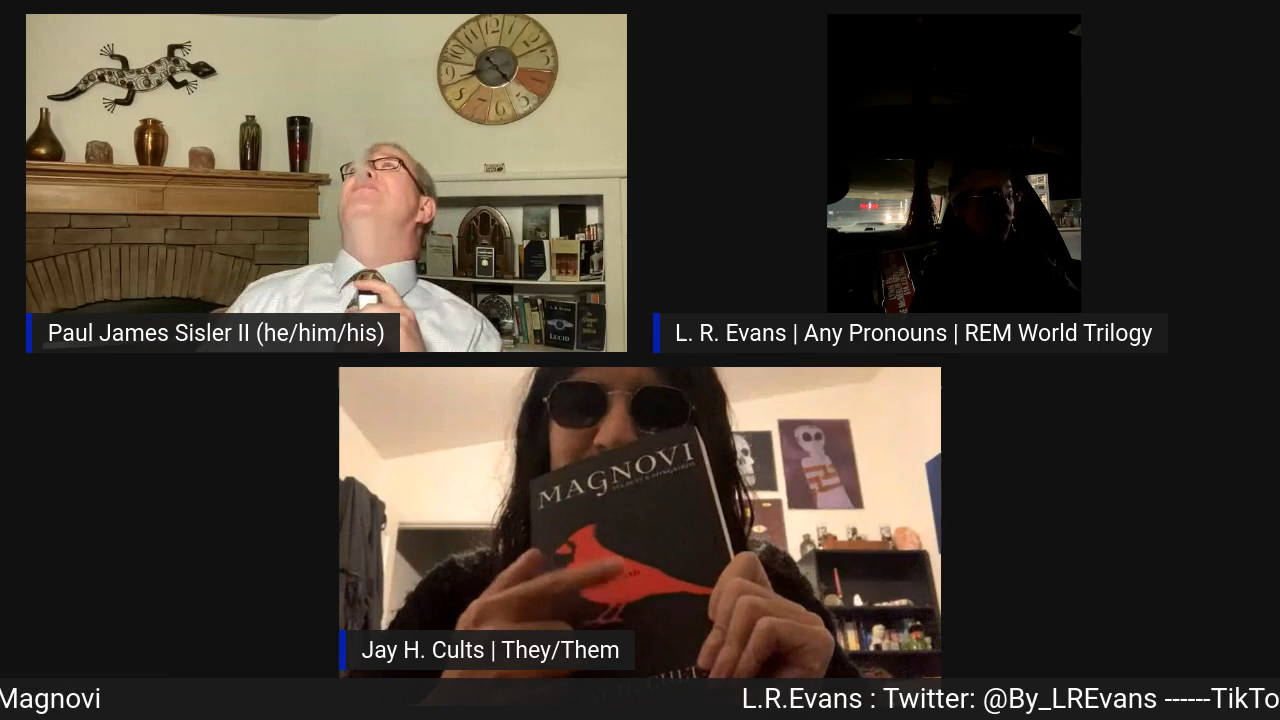 Paul James Sisler II (he/him/his)
LUCID
L. R. Evans | Any Pronouns | REM World Trilogy
MAGNOVI
Jay H. Cults | They/Them
Magnovi
L.R.Evans : Twitter: @By_LREvans ------TikTo